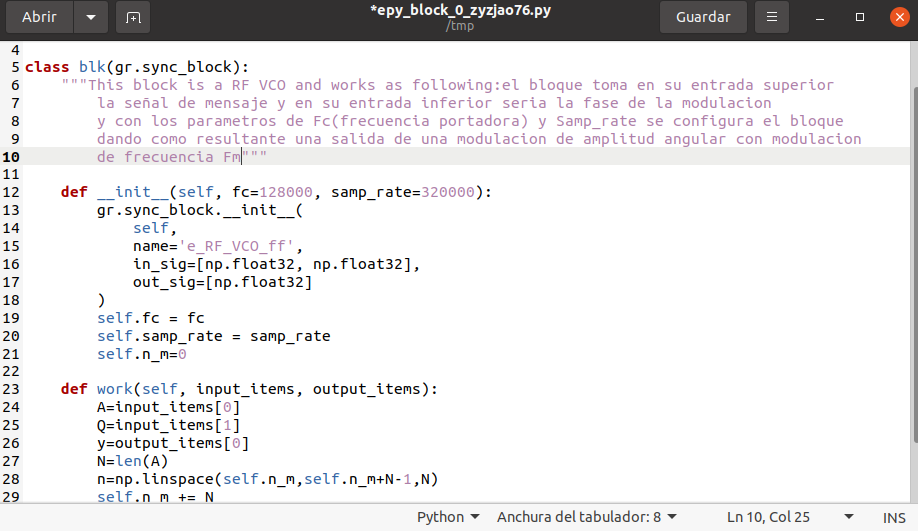 Abrir
*epy_block_0_zyzjao76.py
/tmp
Guardar
4
5 class blk(gr.sync_block):
6     """This block is a RF VCO and works as following:el bloque toma en su entrada superior
7         la señal de mensaje y en su entrada inferior seria la fase de la modulacion
8         y con los parametros de Fc(frecuencia portadora) y Samp_rate se configura el bloque
9         dando como resultante una salida de una modulacion de amplitud angular con modulacion
10         de frecuencia Fm"""
11
12     def __init__(self, fc=128000, samp_rate=320000):
13         gr.sync_block.__init__(
14             self,
15             name='e_RF_VCO_ff',
16             in_sig=[np.float32, np.float32],
17             out_sig=[np.float32]
18         )
19         self.fc = fc
20         self.samp_rate = samp_rate
21         self.n_m=0
22
23     def work(self, input_items, output_items):
24         A=input_items[0]
25         Q=input_items[1]
26         y=output_items[0]
27         N=len(A)
28         n=np.linspace(self.n_m,self.n_m+N-1,N)
29         self.n_m += N
Python Anchura del tabulador: 8 Ln 10, Col 25 INS